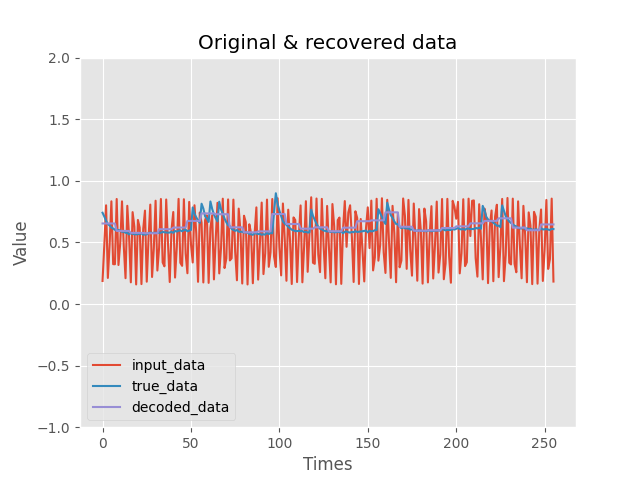 Original & recovered data
2.0
1.5
1.0
0.5
0.0
−0.5
−1.0
Value
input_data
true_data
decoded_data
0 50 100 150 200 250
Times